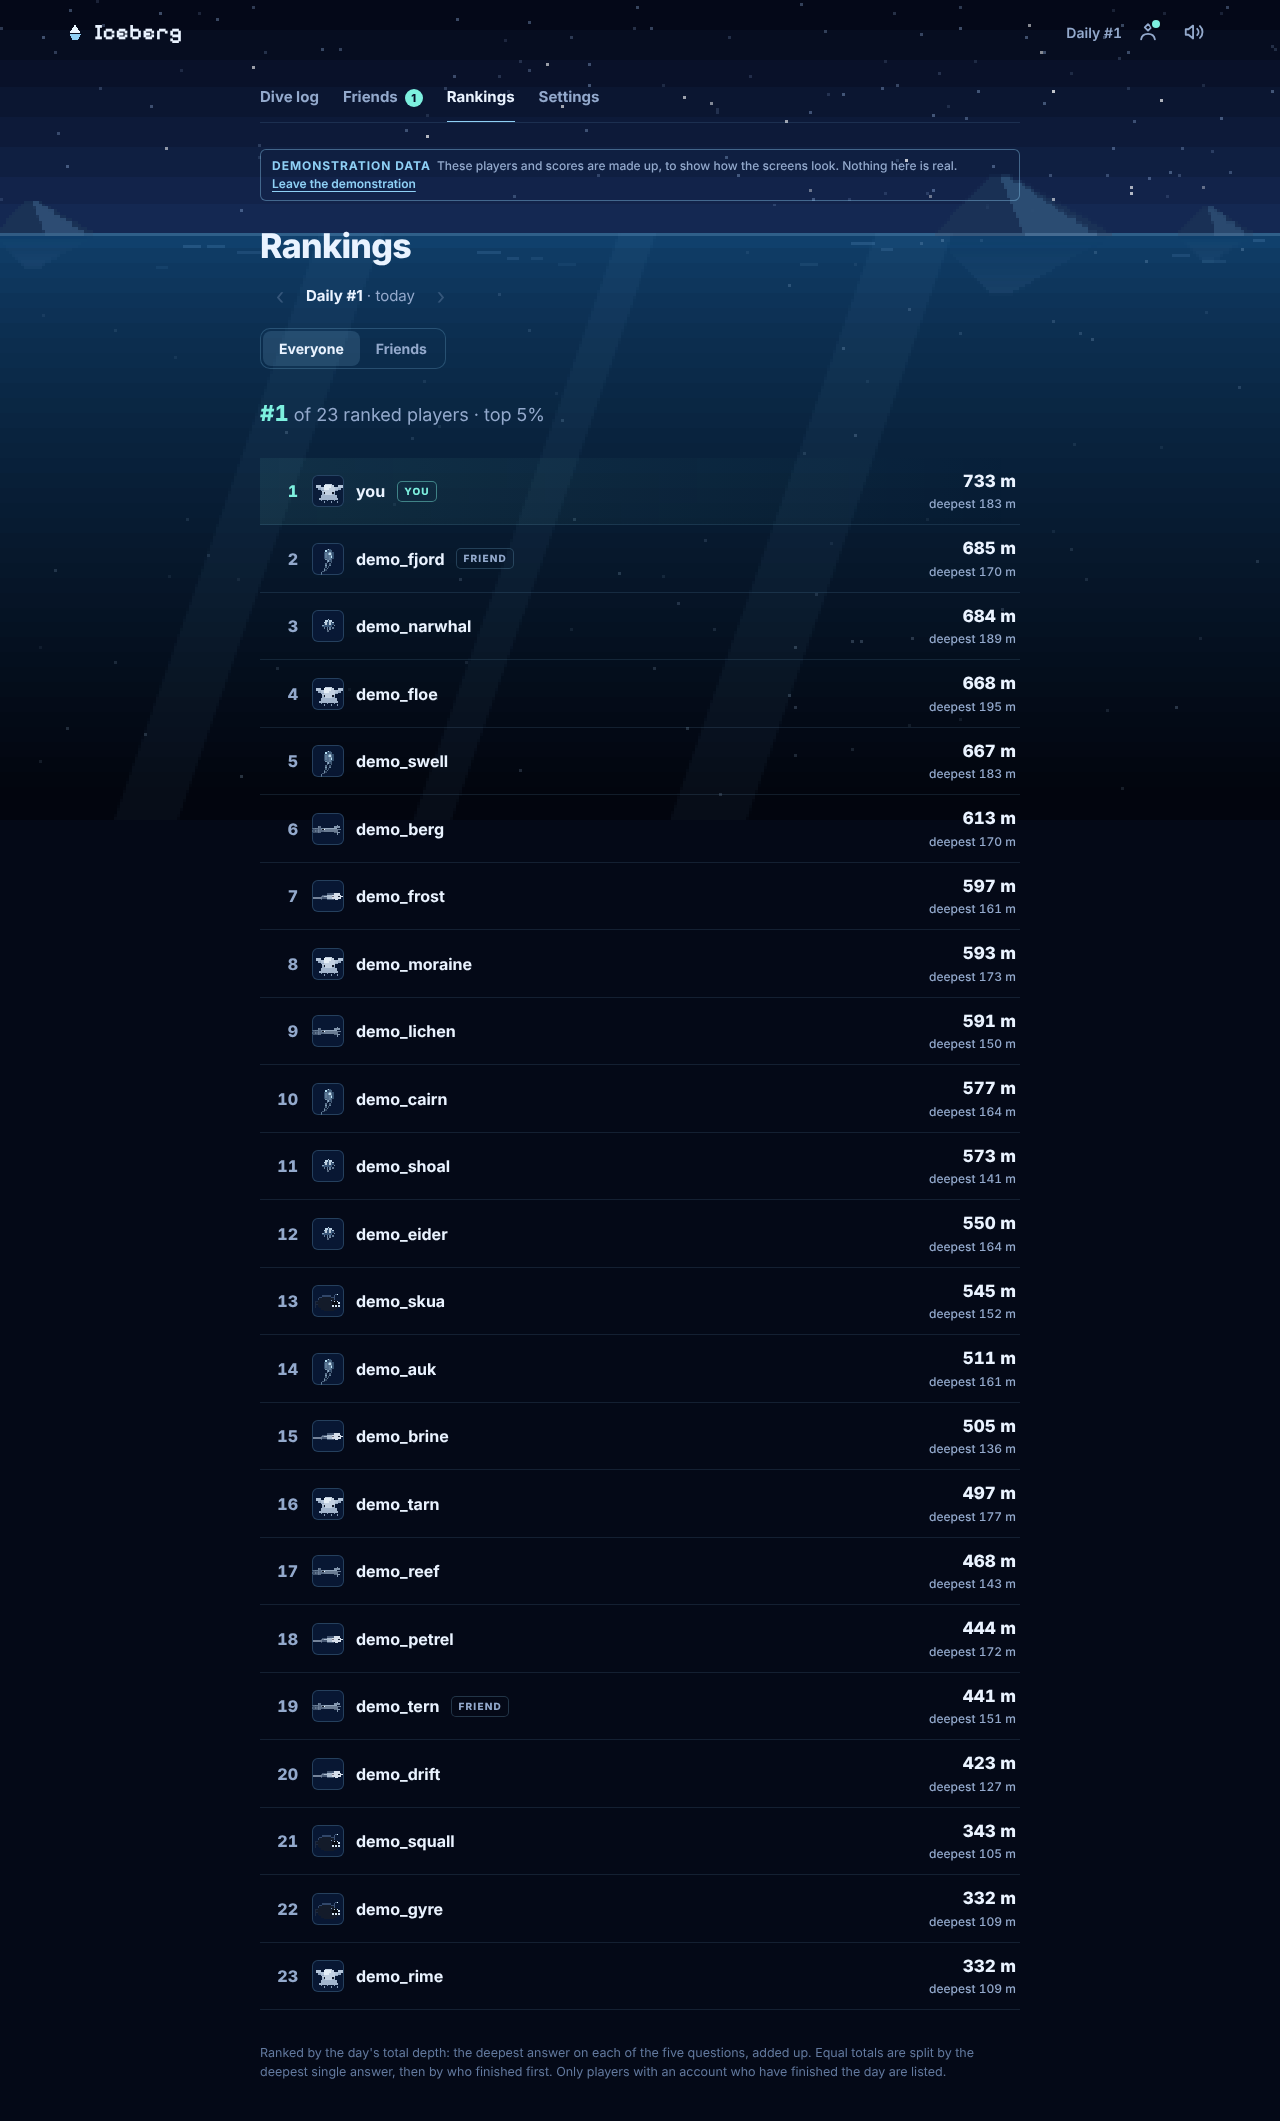 Iceberg
Daily #1
Dive log Friends 1 Rankings Settings
DEMONSTRATION DATA These players and scores are made up, to show how the screens look. Nothing here is real.
Leave the demonstration
Rankings
‹ Daily #1 · today ›
Everyone Friends
#1 of 23 ranked players · top 5%
1 you YOU 733 m
deepest 183 m
2 demo_fjord FRIEND 685 m
deepest 170 m
3 demo_narwhal 684 m
deepest 189 m
4 demo_floe 668 m
deepest 195 m
5 demo_swell 667 m
deepest 183 m
6 demo_berg 613 m
deepest 170 m
7 demo_frost 597 m
deepest 161 m
8 demo_moraine 593 m
deepest 173 m
9 demo_lichen 591 m
deepest 150 m
10 demo_cairn 577 m
deepest 164 m
11 demo_shoal 573 m
deepest 141 m
12 demo_eider 550 m
deepest 164 m
13 demo_skua 545 m
deepest 152 m
14 demo_auk 511 m
deepest 161 m
15 demo_brine 505 m
deepest 136 m
16 demo_tarn 497 m
deepest 177 m
17 demo_reef 468 m
deepest 143 m
18 demo_petrel 444 m
deepest 172 m
19 demo_tern FRIEND 441 m
deepest 151 m
20 demo_drift 423 m
deepest 127 m
21 demo_squall 343 m
deepest 105 m
22 demo_gyre 332 m
deepest 109 m
23 demo_rime 332 m
deepest 109 m
Ranked by the day's total depth: the deepest answer on each of the five questions, added up. Equal totals are split by the
deepest single answer, then by who finished first. Only players with an account who have finished the day are listed.